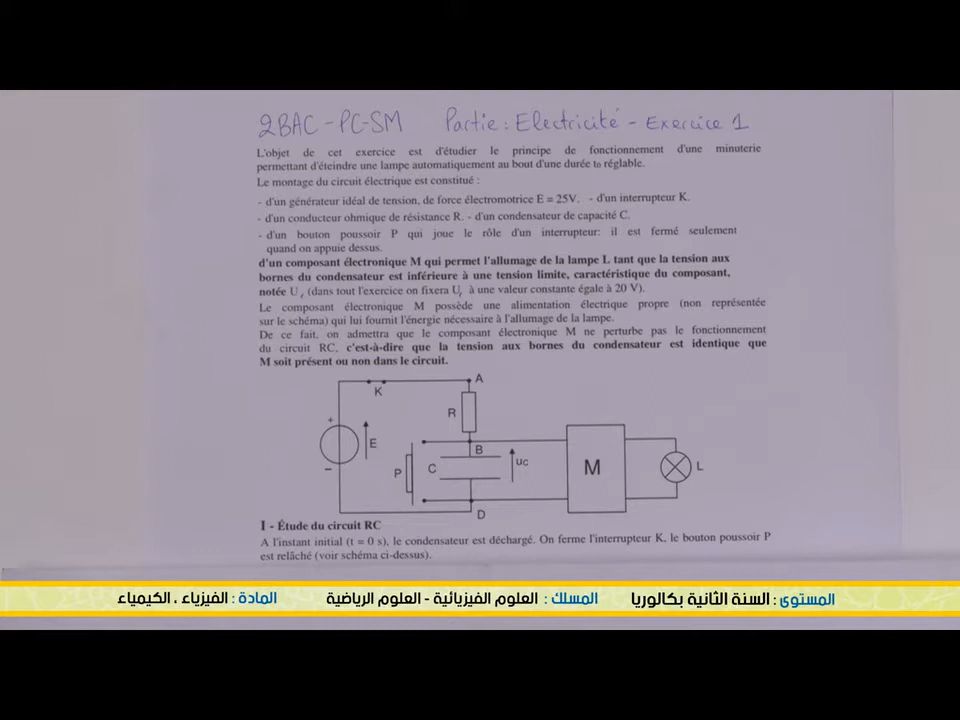 2BAC - PC-SM Partie : Electricité - Exercice 1
L'objet de cet exercice est d'étudier le principe de fonctionnement d'une minuterie
permettant d'éteindre une lampe automatiquement au bout d'une durée t₀ réglable.
Le montage du circuit électrique est constitué :
- d'un générateur idéal de tension, de force électromotrice E = 25V. - d'un interrupteur K.
- d'un conducteur ohmique de résistance R. - d'un condensateur de capacité C.
- d'un bouton poussoir P qui joue le rôle d'un interrupteur: il est fermé seulement
quand on appuie dessus.
d'un composant électronique M qui permet l'allumage de la lampe L tant que la tension aux
bornes du condensateur est inférieure à une tension limite, caractéristique du composant,
notée Uℓ (dans tout l'exercice on fixera Uℓ à une valeur constante égale à 20 V).
Le composant électronique M possède une alimentation électrique propre (non représentée
sur le schéma) qui lui fournit l'énergie nécessaire à l'allumage de la lampe.
De ce fait, on admettra que le composant électronique M ne perturbe pas le fonctionnement
du circuit RC, c'est-à-dire que la tension aux bornes du condensateur est identique que
M soit présent ou non dans le circuit.
A
K
R
+
E
B
P
C
uC
M
L
−
D
I - Étude du circuit RC
A l'instant initial (t = 0 s), le condensateur est déchargé. On ferme l'interrupteur K, le bouton poussoir P
est relâché (voir schéma ci-dessus).
المستوى : السنة الثانية بكالوريا المسلك : العلوم الفيزيائية - العلوم الرياضية المادة : الفيزياء ، الكيمياء